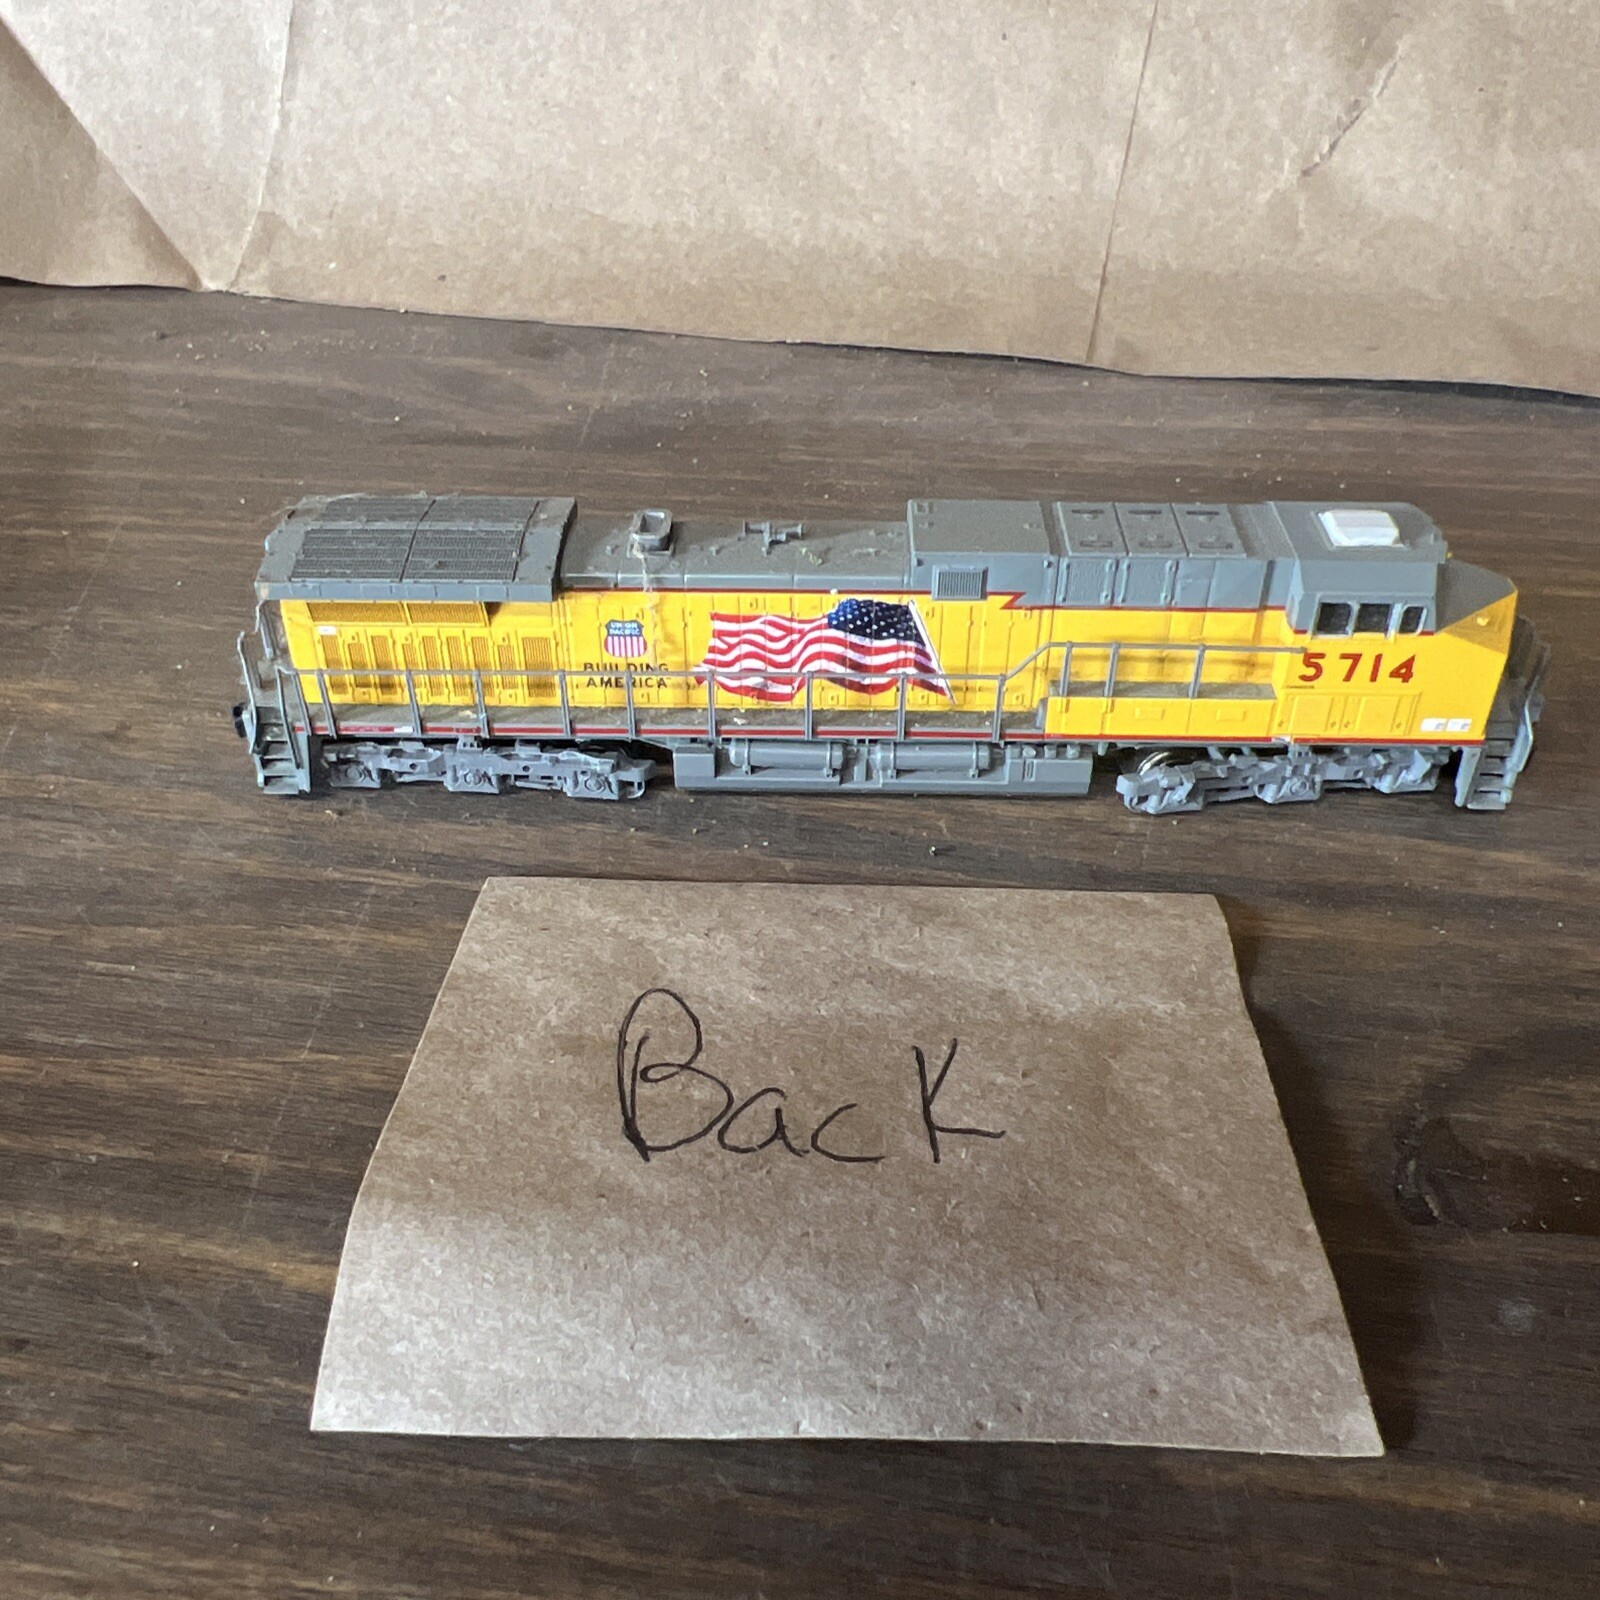 UNION
PACIFIC
BUILDING
AMERICA
5714
Back